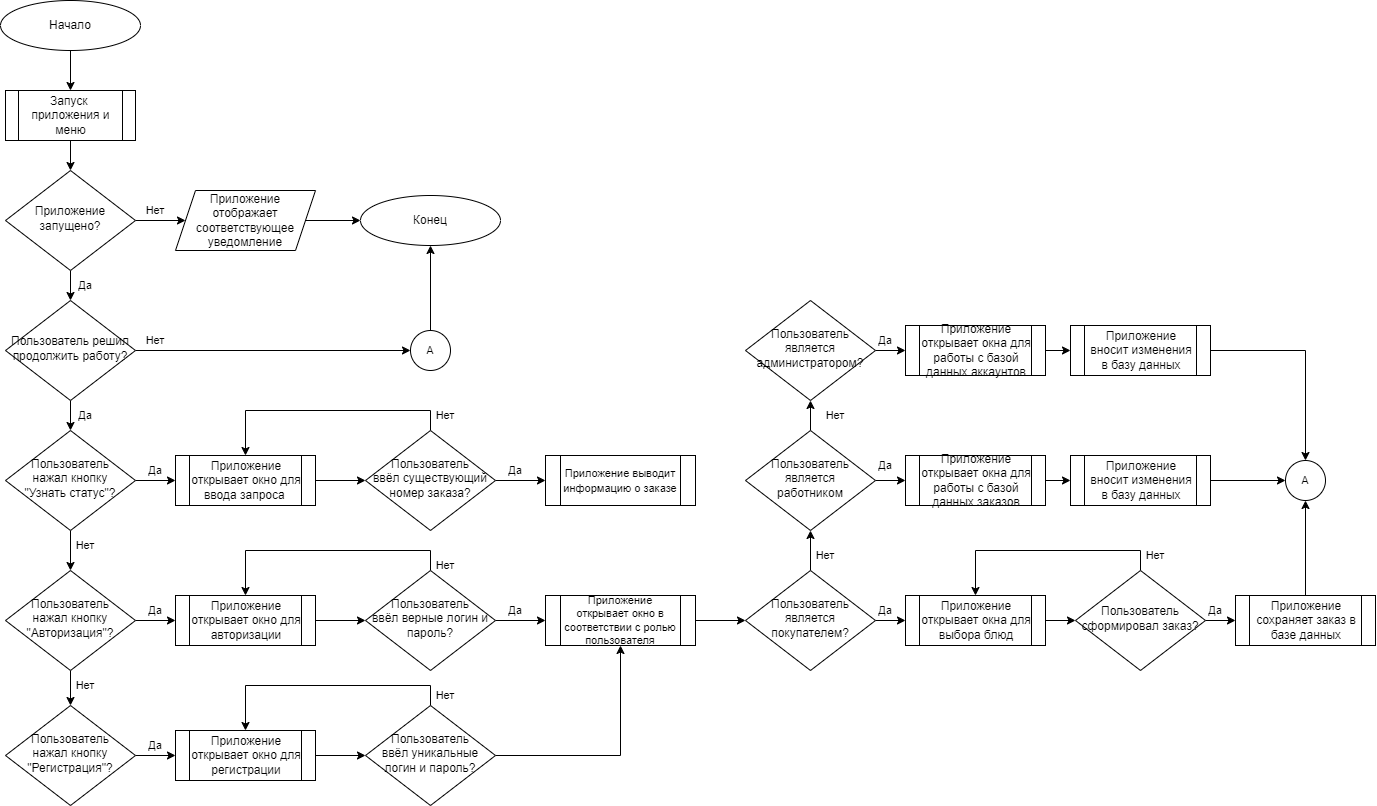 Начало
Запуск
приложения и
меню
Приложение
запущено?
Нет
Приложение
отображает
соответствующее
уведомление
Конец
Да
Пользователь решил
продолжить работу?
Нет
А
Да
Пользователь
нажал кнопку
"Узнать статус"?
Да
Приложение
открывает окно для
ввода запроса
Пользователь
ввёл существующий
номер заказа?
Нет
Да
Приложение выводит
информацию о заказе
Нет
Пользователь
нажал кнопку
"Авторизация"?
Да
Приложение
открывает окно для
авторизации
Пользователь
ввёл верные логин и
пароль?
Нет
Да
Приложение
открывает окно в
соответствии с ролью
пользователя
Нет
Пользователь
нажал кнопку
"Регистрация"?
Да
Приложение
открывает окно для
регистрации
Пользователь
ввёл уникальные
логин и пароль?
Нет
Пользователь
является
покупателем?
Да
Приложение
открывает окна для
выбора блюд
Пользователь
сформировал заказ?
Нет
Да
Приложение
сохраняет заказ в
базе данных
Нет
Пользователь
является
работником
Да
Приложение
открывает окна для
работы с базой
данных заказов
Приложение
вносит изменения
в базу данных
Нет
Пользователь
является
администратором?
Да
Приложение
открывает окна для
работы с базой
данных аккаунтов
Приложение
вносит изменения
в базу данных
А